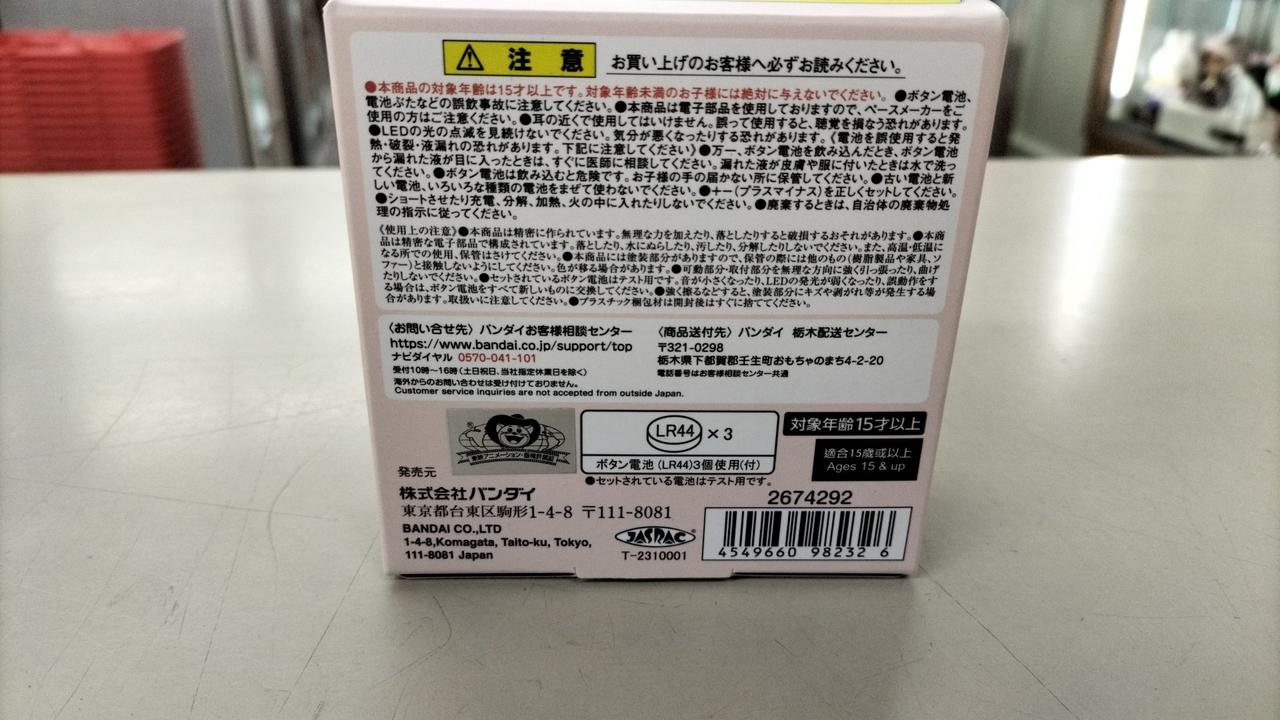 注意 お買い上げのお客様へ必ずお読みください。
●本商品の対象年齢は15才以上です。対象年齢未満のお子様には絶対に与えないでください。●ボタン電池、
電池ぶたなどの誤飲事故に注意してください。●本商品は電子部品を使用しておりますので、ペースメーカーをご
使用の方はご注意ください。●耳の近くで使用してはいけません。誤って使用すると、聴覚を損なう恐れがあります。
●LEDの光の点滅を見続けないでください。気分が悪くなったりする恐れがあります。《電池を誤使用すると発
熱・破裂・液漏れの恐れがあります。下記に注意してください》●万一、ボタン電池を飲み込んだとき、ボタン電池
から漏れた液が目に入ったときは、すぐに医師に相談してください。漏れた液が皮膚や服に付いたときは水で洗っ
てください。●ボタン電池は飲み込むと危険です。お子様の手の届かない所に保管してください。●古い電池と新
しい電池、いろいろな種類の電池をまぜて使わないでください。●+-(プラスマイナス)を正しくセットしてください。
●ショートさせたり充電、分解、加熱、火の中に入れたりしないでください。●廃棄するときは、自治体の廃棄物処
理の指示に従ってください。
《使用上の注意》●本商品は精密に作られています。無理な力を加えたり、落としたりすると破損するおそれがあります。●本商
品は精密な電子部品で構成されています。落としたり、水にぬらしたり、汚したり、分解したりしないでください。また、高温・低温に
なる所での使用、保管はさけてください。●本商品には塗装部分がありますので、保管の際には他のもの(樹脂製品や家具、ソ
ファー)と接触しないようにしてください。色が移る場合があります。●可動部分・取付部分を無理な方向に強く引っ張ったり、曲げ
たりしないでください。●セットされているボタン電池はテスト用です。音が小さくなったり、LEDの発光が弱くなったり、誤動作をす
る場合は、ボタン電池をすべて新しいものに交換してください。●強く擦るなどすると、塗装部分にキズや剥がれ等が発生する場
合があります。取扱いに注意してください。●プラスチック梱包材は開封後はすぐに捨ててください。
〈お問い合せ先〉バンダイお客様相談センター
https://www.bandai.co.jp/support/top
ナビダイヤル 0570-041-101
受付10時～16時(土日祝日、当社指定休業日を除く)
海外からのお問い合わせは受け付けておりません。
Customer service inquiries are not accepted from outside Japan.
〈商品送付先〉バンダイ 栃木配送センター
〒321-0298
栃木県下都賀郡壬生町おもちゃのまち4-2-20
電話番号はお客様相談センター共通
東映アニメーション・版権許諾証
LR44 ×3
ボタン電池(LR44)3個使用(付)
●セットされている電池はテスト用です。
対象年齢15才以上
適合15歳或以上
Ages 15 & up
発売元
株式会社バンダイ
東京都台東区駒形1-4-8 〒111-8081
BANDAI CO.,LTD
1-4-8,Komagata, Taito-ku, Tokyo,
111-8081 Japan
JASRAC
T-2310001
2674292
4549660 98232 6